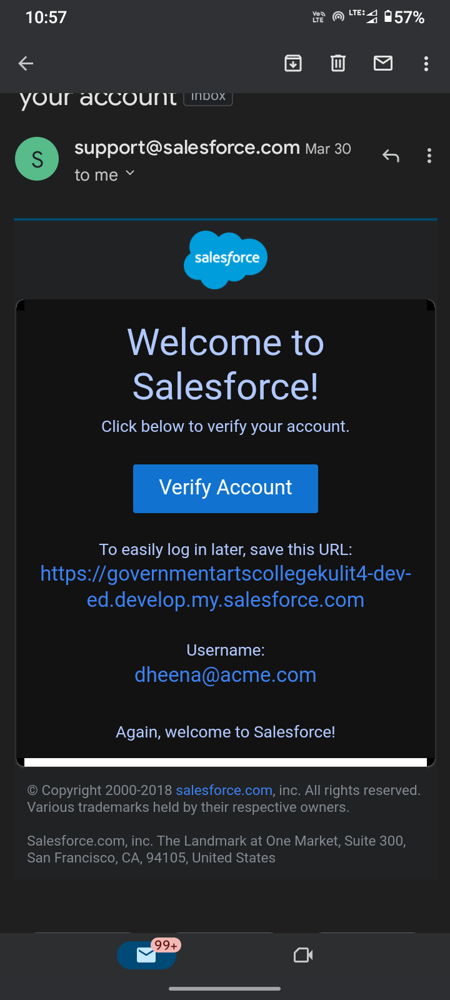 10:57
Vo LTE
LTE
57%
your account Inbox
S
support@salesforce.com Mar 30
to me
salesforce
Welcome to
Salesforce!
Click below to verify your account.
Verify Account
To easily log in later, save this URL:
https://governmentartscollegekulit4-dev-
ed.develop.my.salesforce.com
Username:
dheena@acme.com
Again, welcome to Salesforce!
© Copyright 2000-2018 salesforce.com, inc. All rights reserved.
Various trademarks held by their respective owners.
Salesforce.com, inc. The Landmark at One Market, Suite 300,
San Francisco, CA, 94105, United States
99+